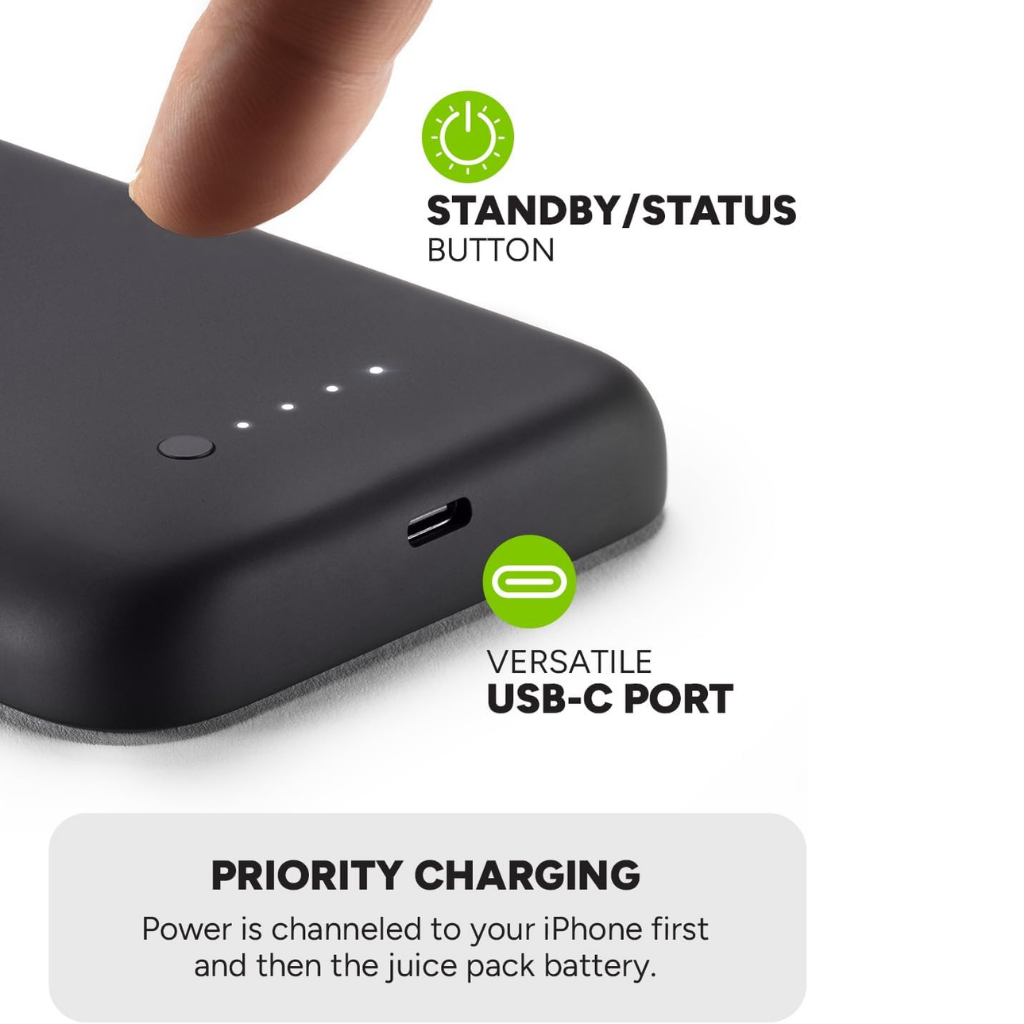 STANDBY/STATUS
BUTTON
VERSATILE
USB-C PORT
PRIORITY CHARGING
Power is channeled to your iPhone first
and then the juice pack battery.